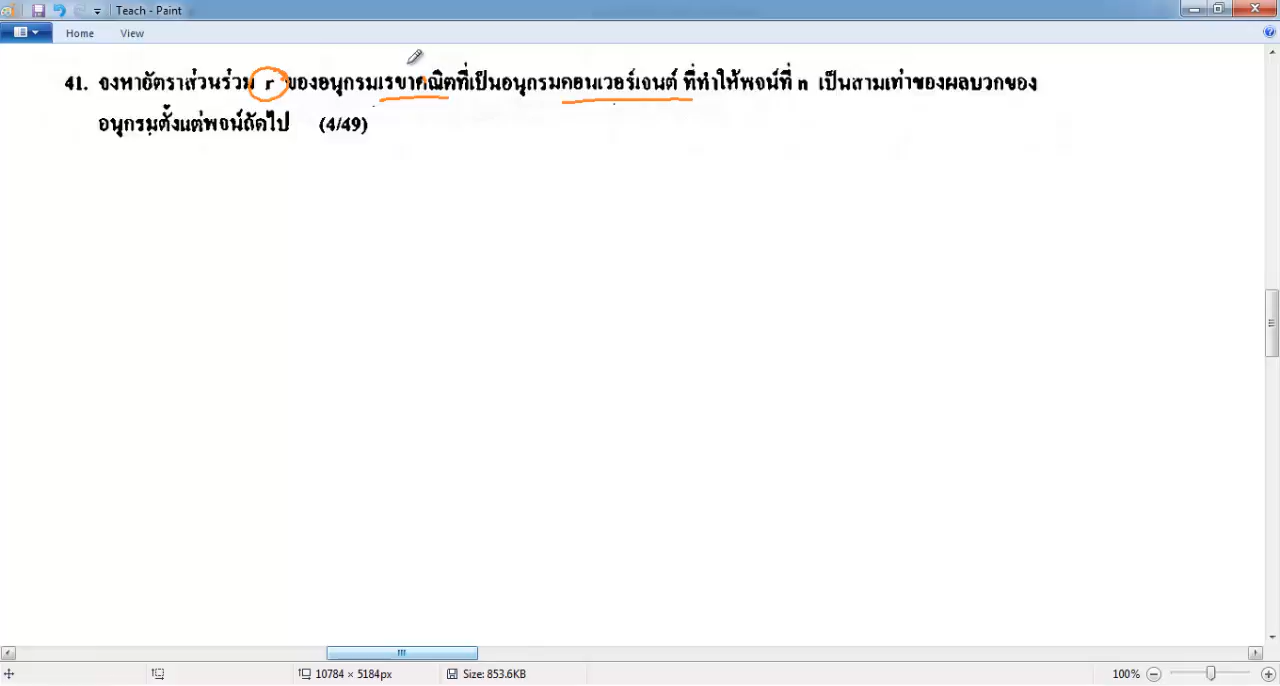 Teach - Paint
Home View
41. จงหาอัตราส่วนร่วม r ของอนุกรมเรขาคณิตที่เป็นอนุกรมคอนเวอร์เจนต์ ที่ทำให้พจน์ที่ n เป็นสามเท่าของผลบวกของ
อนุกรมตั้งแต่พจน์ถัดไป (4/49)
10784 × 5184px Size: 853.6KB 100%